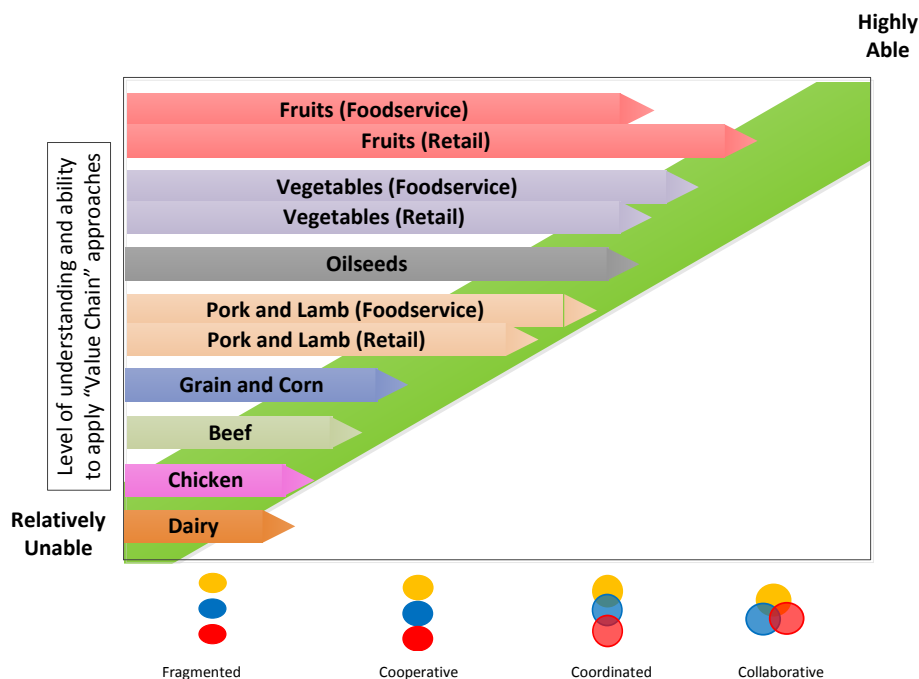 Highly
Able
Fruits (Foodservice)
Fruits (Retail)
Vegetables (Foodservice)
Vegetables (Retail)
Oilseeds
Pork and Lamb (Foodservice)
Pork and Lamb (Retail)
Grain and Corn
Beef
Chicken
Dairy
Level of understanding and ability
to apply “Value Chain” approaches
Relatively
Unable
Fragmented
Cooperative
Coordinated
Collaborative